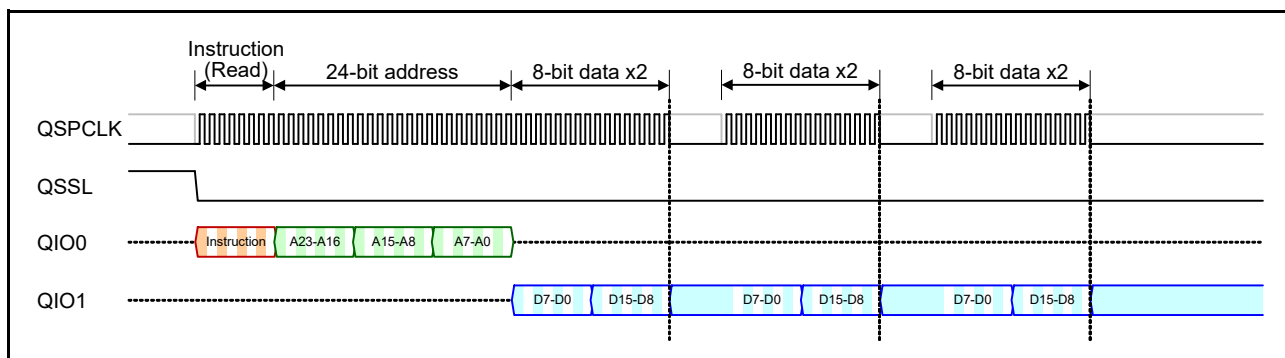 Instruction
(Read)
24-bit address
8-bit data x2
8-bit data x2
8-bit data x2
QSPCLK
QSSL
QIO0
Instruction
A23-A16
A15-A8
A7-A0
QIO1
D7-D0
D15-D8
D7-D0
D15-D8
D7-D0
D15-D8